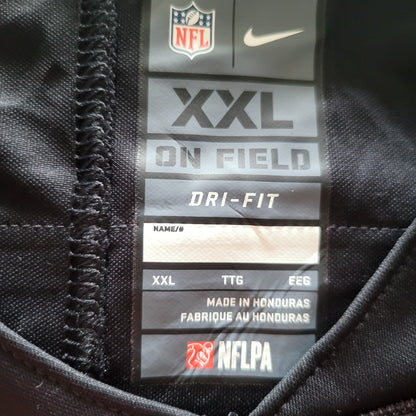 NFL
XXL
ON FIELD
DRI-FIT
NAME/#
XXL TTG EEG
MADE IN HONDURAS
FABRIQUE AU HONDURAS
NFLPA